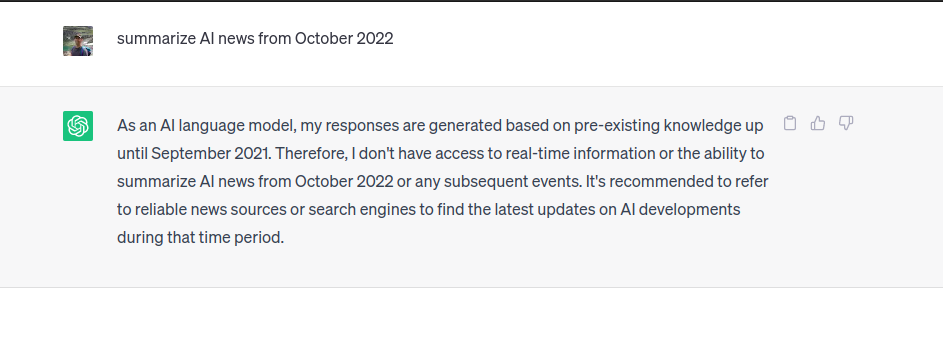 summarize AI news from October 2022
As an AI language model, my responses are generated based on pre-existing knowledge up
until September 2021. Therefore, I don't have access to real-time information or the ability to
summarize AI news from October 2022 or any subsequent events. It's recommended to refer
to reliable news sources or search engines to find the latest updates on AI developments
during that time period.